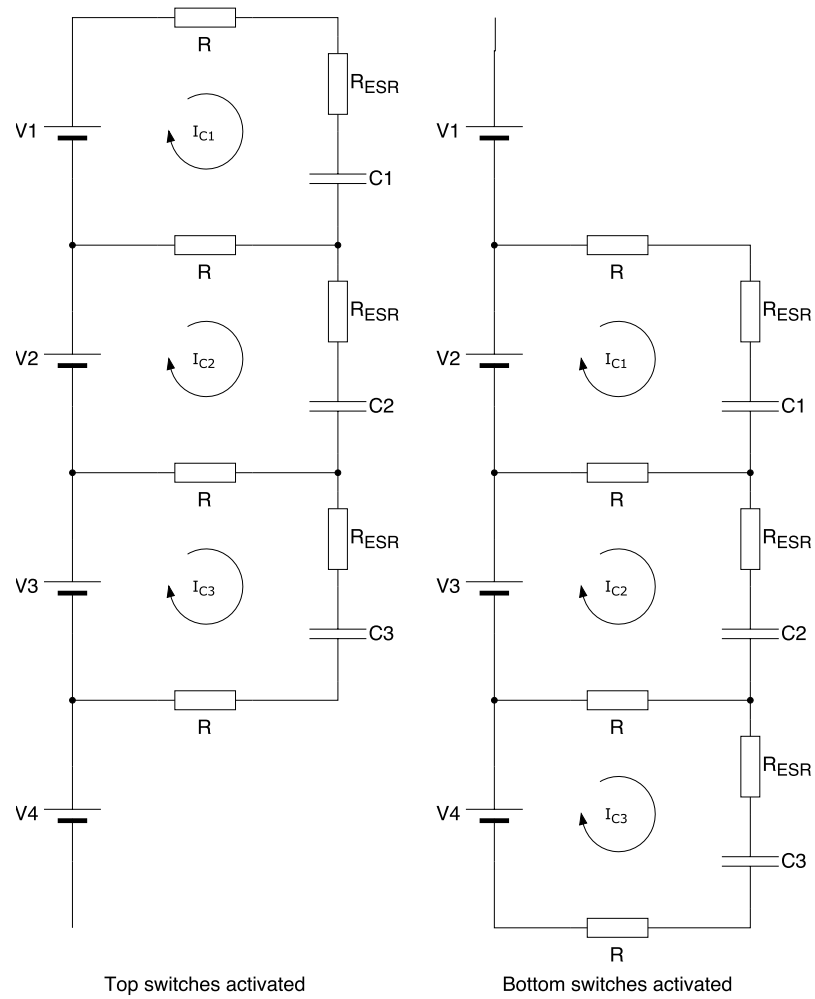 R
R_ESR
V1
I_C1
C1
R
R_ESR
V2
I_C2
C2
R
R_ESR
V3
I_C3
C3
R
V4
Top switches activated
V1
R
R_ESR
V2
I_C1
C1
R
R_ESR
V3
I_C2
C2
R
R_ESR
V4
I_C3
C3
R
Bottom switches activated